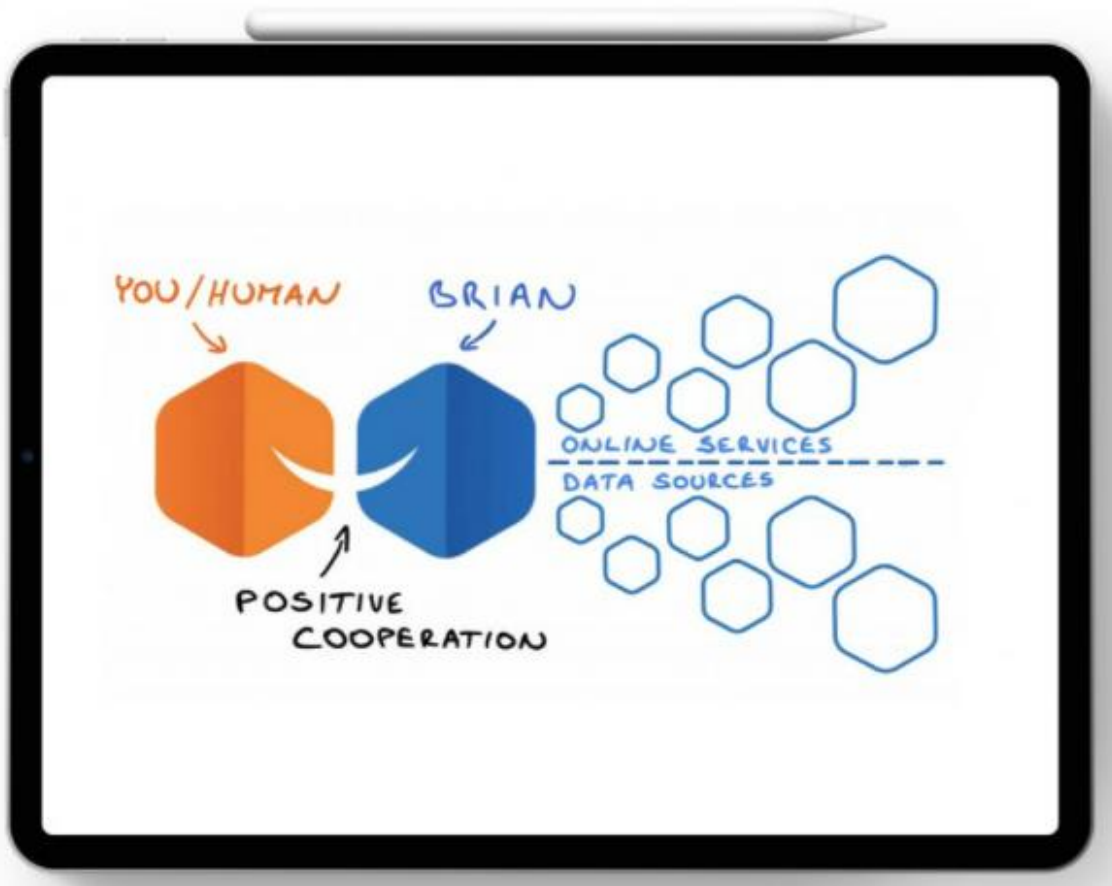 YOU/HUMAN
BRIAN
ONLINE SERVICES
DATA SOURCES
POSITIVE
COOPERATION